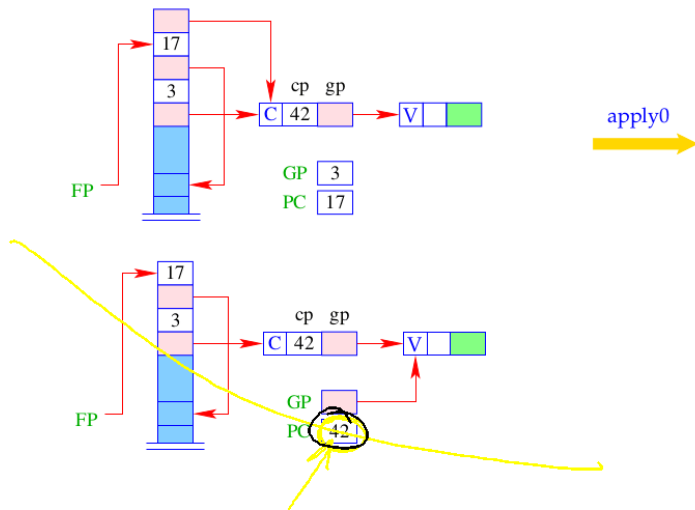 17
3
cp gp
C 42 V
apply0
FP
GP 3
PC 17
17
3
cp gp
C 42 V
GP
FP
PC 42